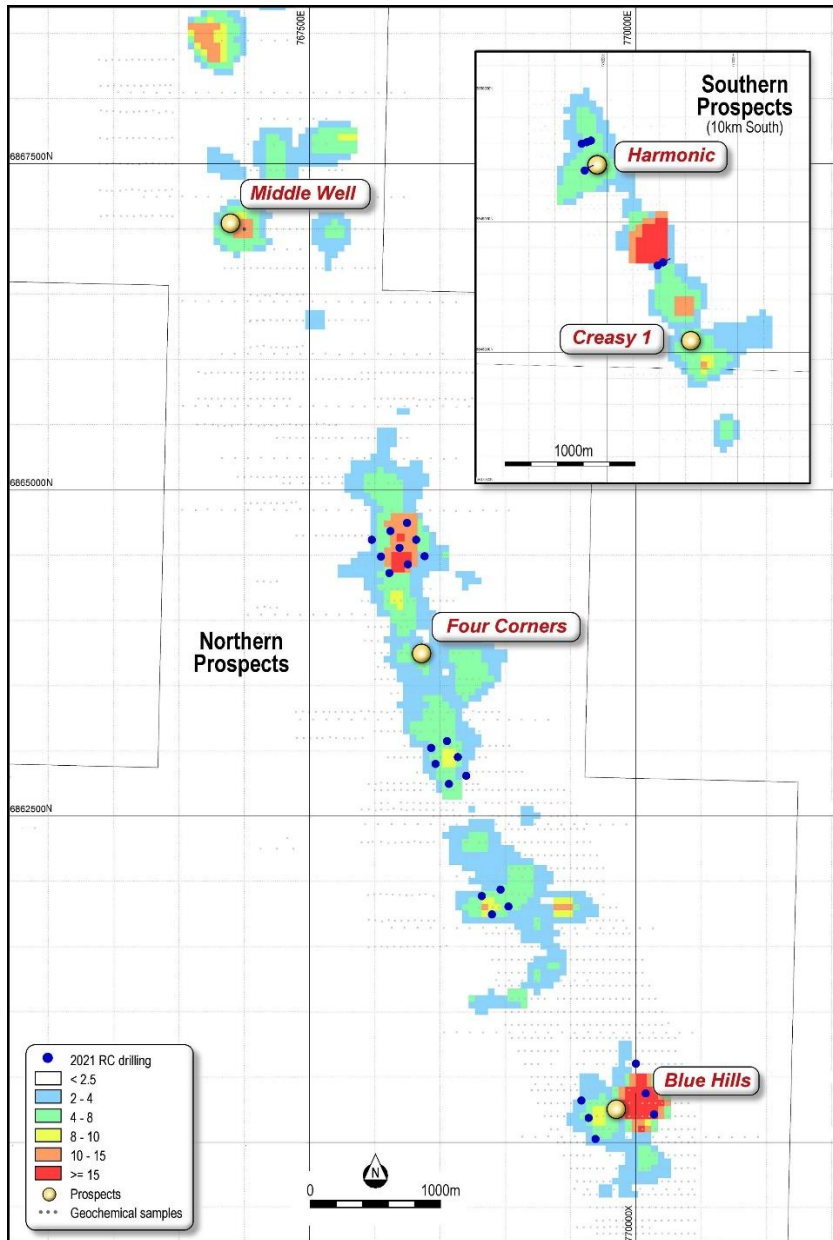 767500E
770000E
Southern
Prospects
(10km South)
Harmonic
6867500N
Middle Well
Creasy 1
1000m
6865000N
Four Corners
Northern
Prospects
6862500N
Blue Hills
2021 RC drilling
< 2.5
2 - 4
4 - 8
8 - 10
10 - 15
>= 15
Prospects
Geochemical samples
N
0
1000m
770000X